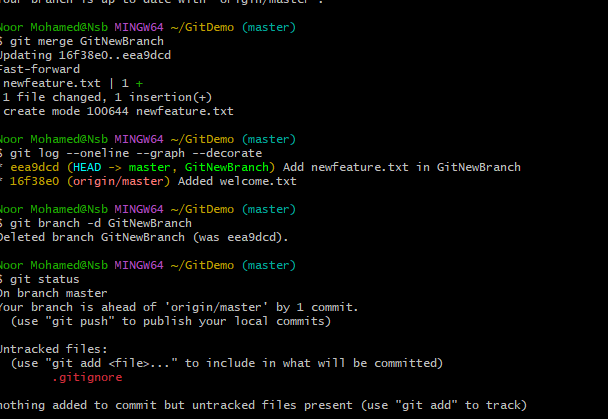 your branch is up to date with 'origin/master'.
Noor Mohamed@Nsb MINGW64 ~/GitDemo (master)
$ git merge GitNewBranch
Updating 16f38e0..eea9dcd
Fast-forward
newfeature.txt | 1 +
1 file changed, 1 insertion(+)
create mode 100644 newfeature.txt
Noor Mohamed@Nsb MINGW64 ~/GitDemo (master)
$ git log --oneline --graph --decorate
* eea9dcd (HEAD -> master, GitNewBranch) Add newfeature.txt in GitNewBranch
* 16f38e0 (origin/master) Added welcome.txt
Noor Mohamed@Nsb MINGW64 ~/GitDemo (master)
$ git branch -d GitNewBranch
Deleted branch GitNewBranch (was eea9dcd).
Noor Mohamed@Nsb MINGW64 ~/GitDemo (master)
$ git status
On branch master
Your branch is ahead of 'origin/master' by 1 commit.
(use "git push" to publish your local commits)
Untracked files:
(use "git add <file>..." to include in what will be committed)
.gitignore
nothing added to commit but untracked files present (use "git add" to track)